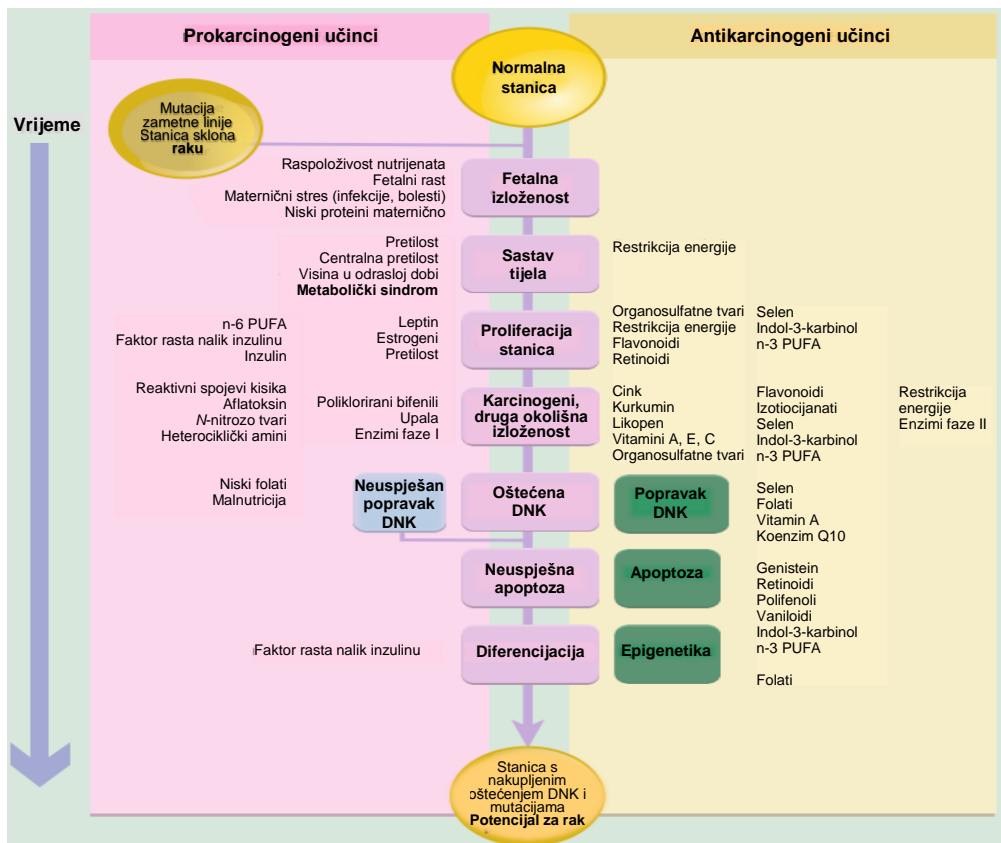 Prokarcinogeni učinci
Antikarcinogeni učinci
Normalna
stanica
Vrijeme
Mutacija
zametne linije
Stanica sklona
raku
Raspoloživost nutrijenata
Fetalni rast
Maternični stres (infekcije, bolesti)
Niski proteini maternično
Fetalna
izloženost
Pretilost
Centralna pretilost
Visina u odrasloj dobi
Metabolički sindrom
Sastav
tijela
Restrikcija energije
n-6 PUFA
Faktor rasta nalik inzulinu
Inzulin
Leptin
Estrogeni
Pretilost
Proliferacija
stanica
Organosulfatne tvari
Restrikcija energije
Flavonoidi
Retinoidi
Selen
Indol-3-karbinol
n-3 PUFA
Reaktivni spojevi kisika
Aflatoksin
N-nitrozo tvari
Heterociklički amini
Poliklorirani bifenili
Upala
Enzimi faze I
Karcinogeni,
druga okolišna
izloženost
Cink
Kurkumin
Likopen
Vitamini A, E, C
Organosulfatne tvari
Flavonoidi
Izotiocijanati
Selen
Indol-3-karbinol
n-3 PUFA
Restrikcija
energije
Enzimi faze II
Niski folati
Malnutricija
Neuspješan
popravak
DNK
Oštećena
DNK
Popravak
DNK
Selen
Folati
Vitamin A
Koenzim Q10
Neuspješna
apoptoza
Apoptoza
Genistein
Retinoidi
Polifenoli
Vaniloidi
Indol-3-karbinol
n-3 PUFA
Faktor rasta nalik inzulinu
Diferencijacija
Epigenetika
Folati
Stanica s
nakupljenim
oštećenjem DNK i
mutacijama
Potencijal za rak